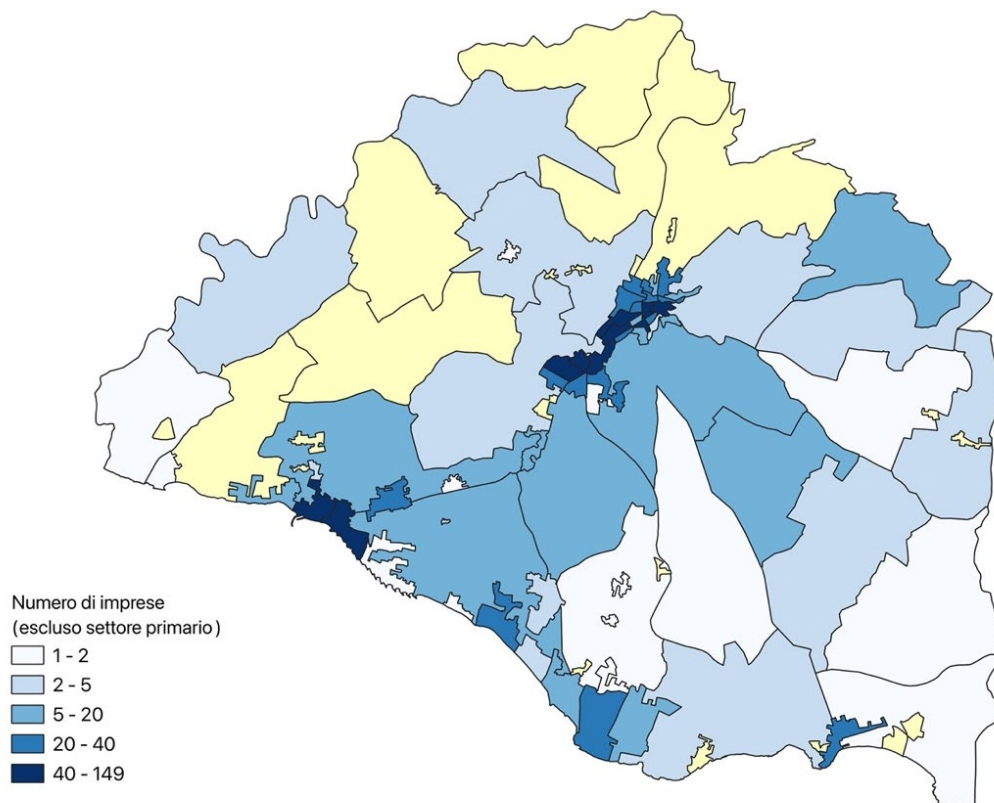 Numero di imprese
(escluso settore primario)
1 - 2
2 - 5
5 - 20
20 - 40
40 - 149